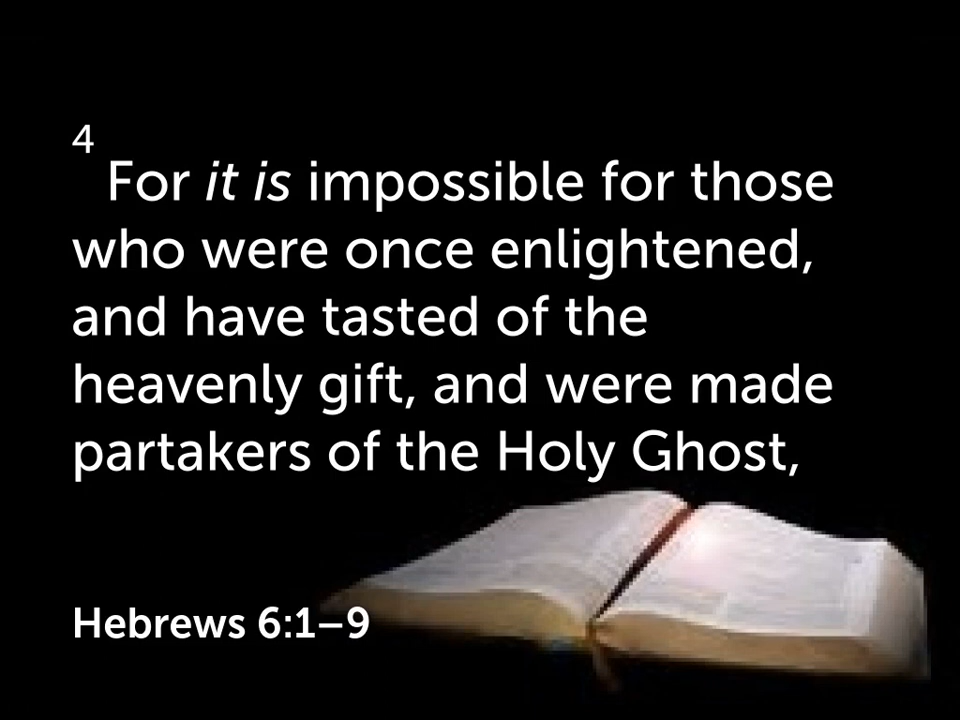 4
For it is impossible for those
who were once enlightened,
and have tasted of the
heavenly gift, and were made
partakers of the Holy Ghost,
Hebrews 6:1–9